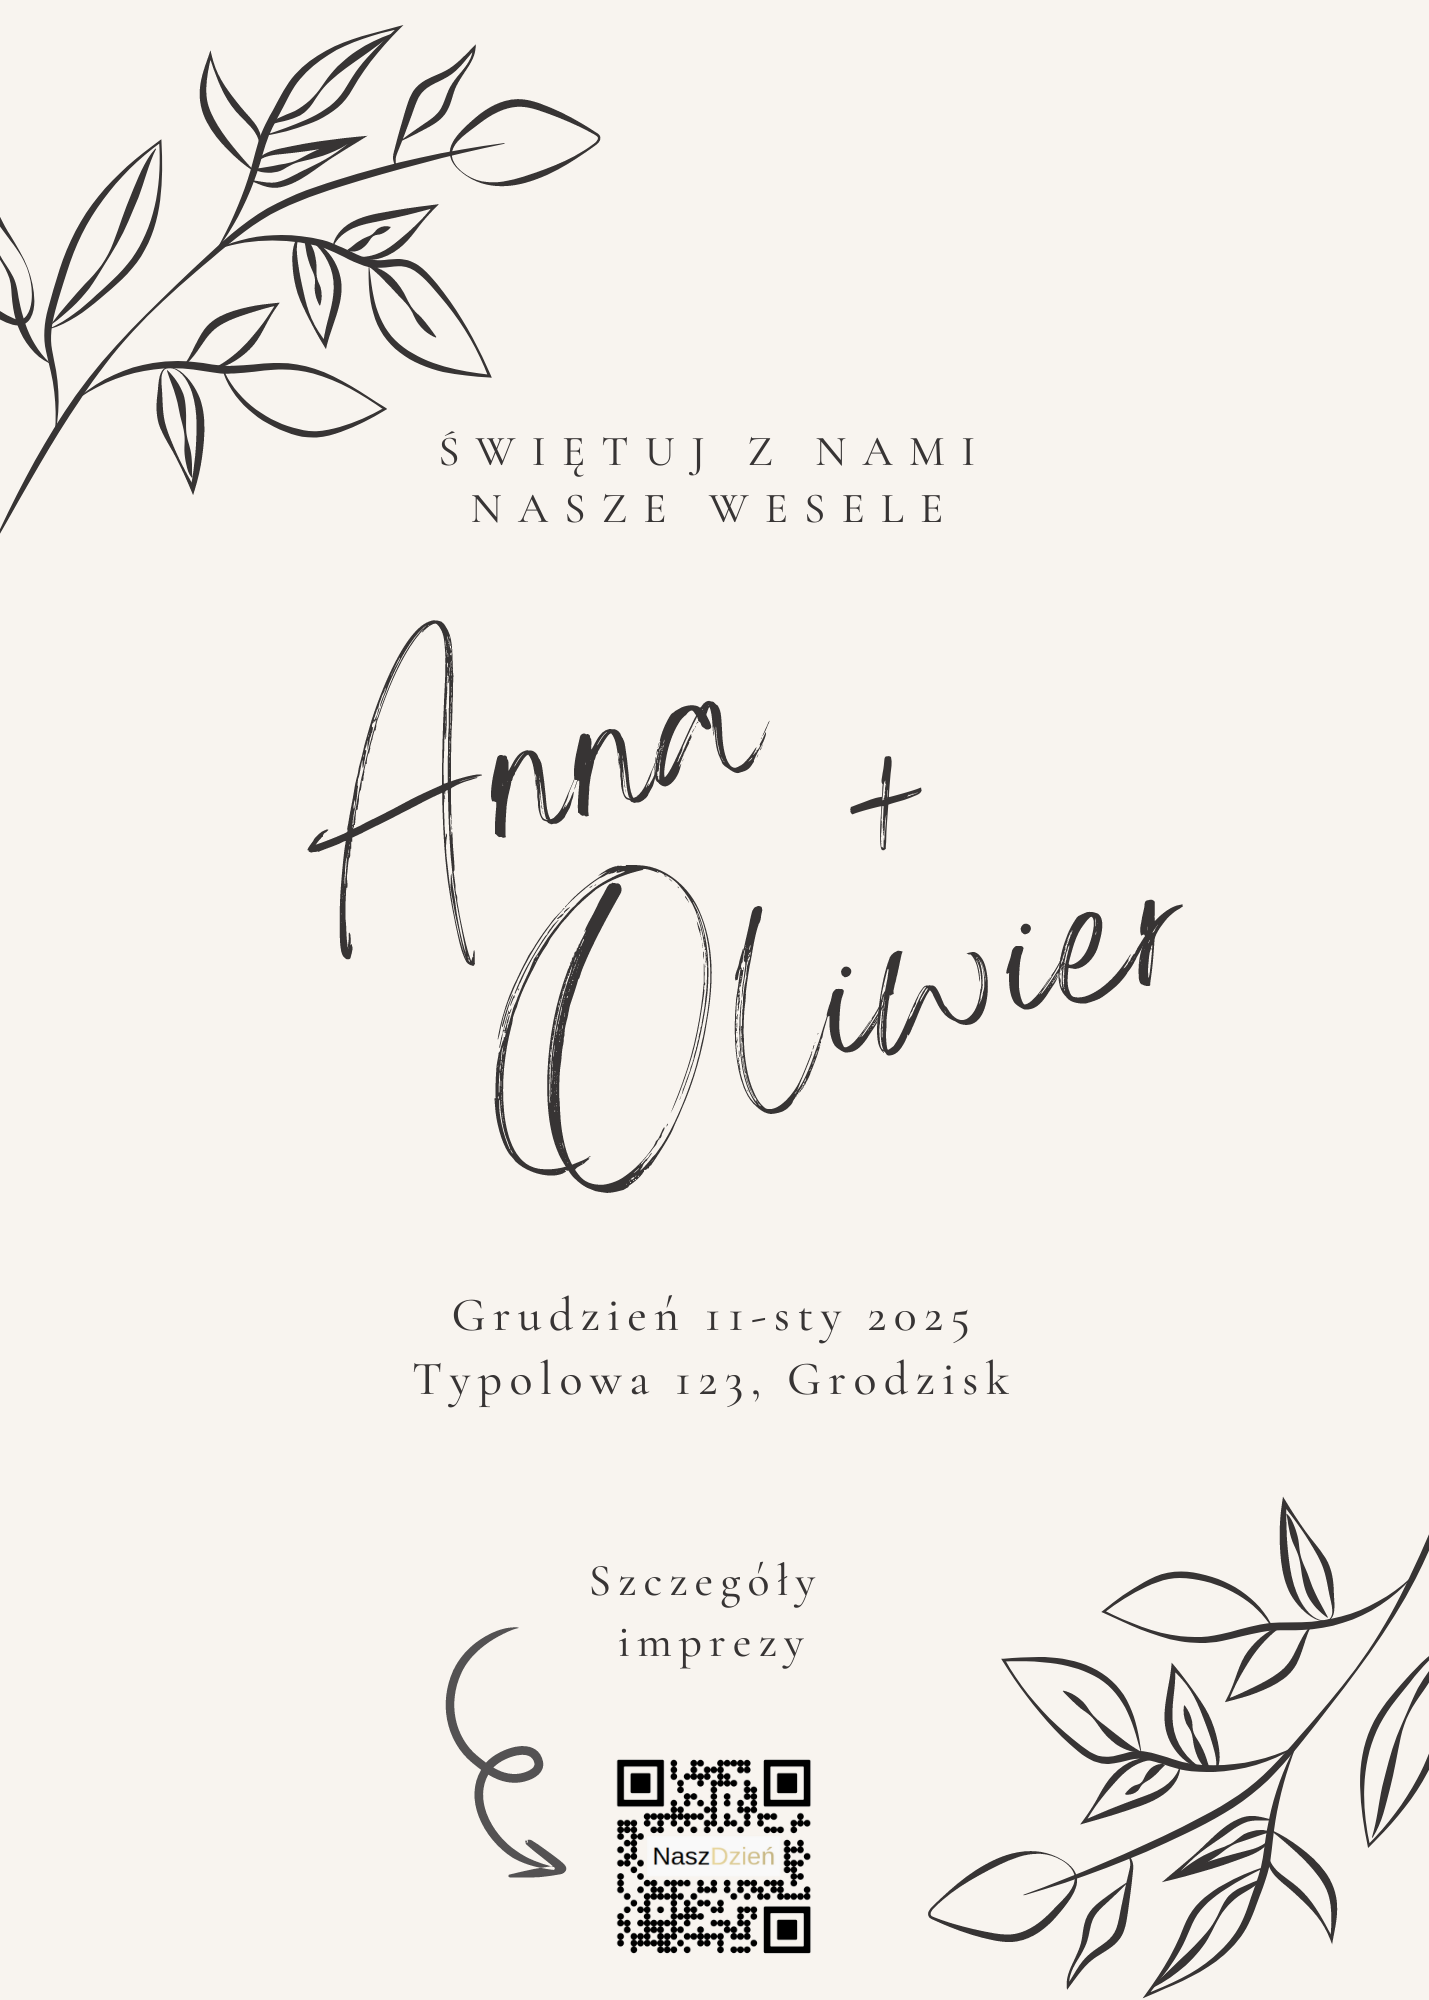 ŚWIĘTUJ Z NAMI
NASZE WESELE
Anna
+
Oliwier
Grudzień 11-sty 2025
Typolowa 123, Grodzisk
Szczegóły
imprezy
NaszDzień